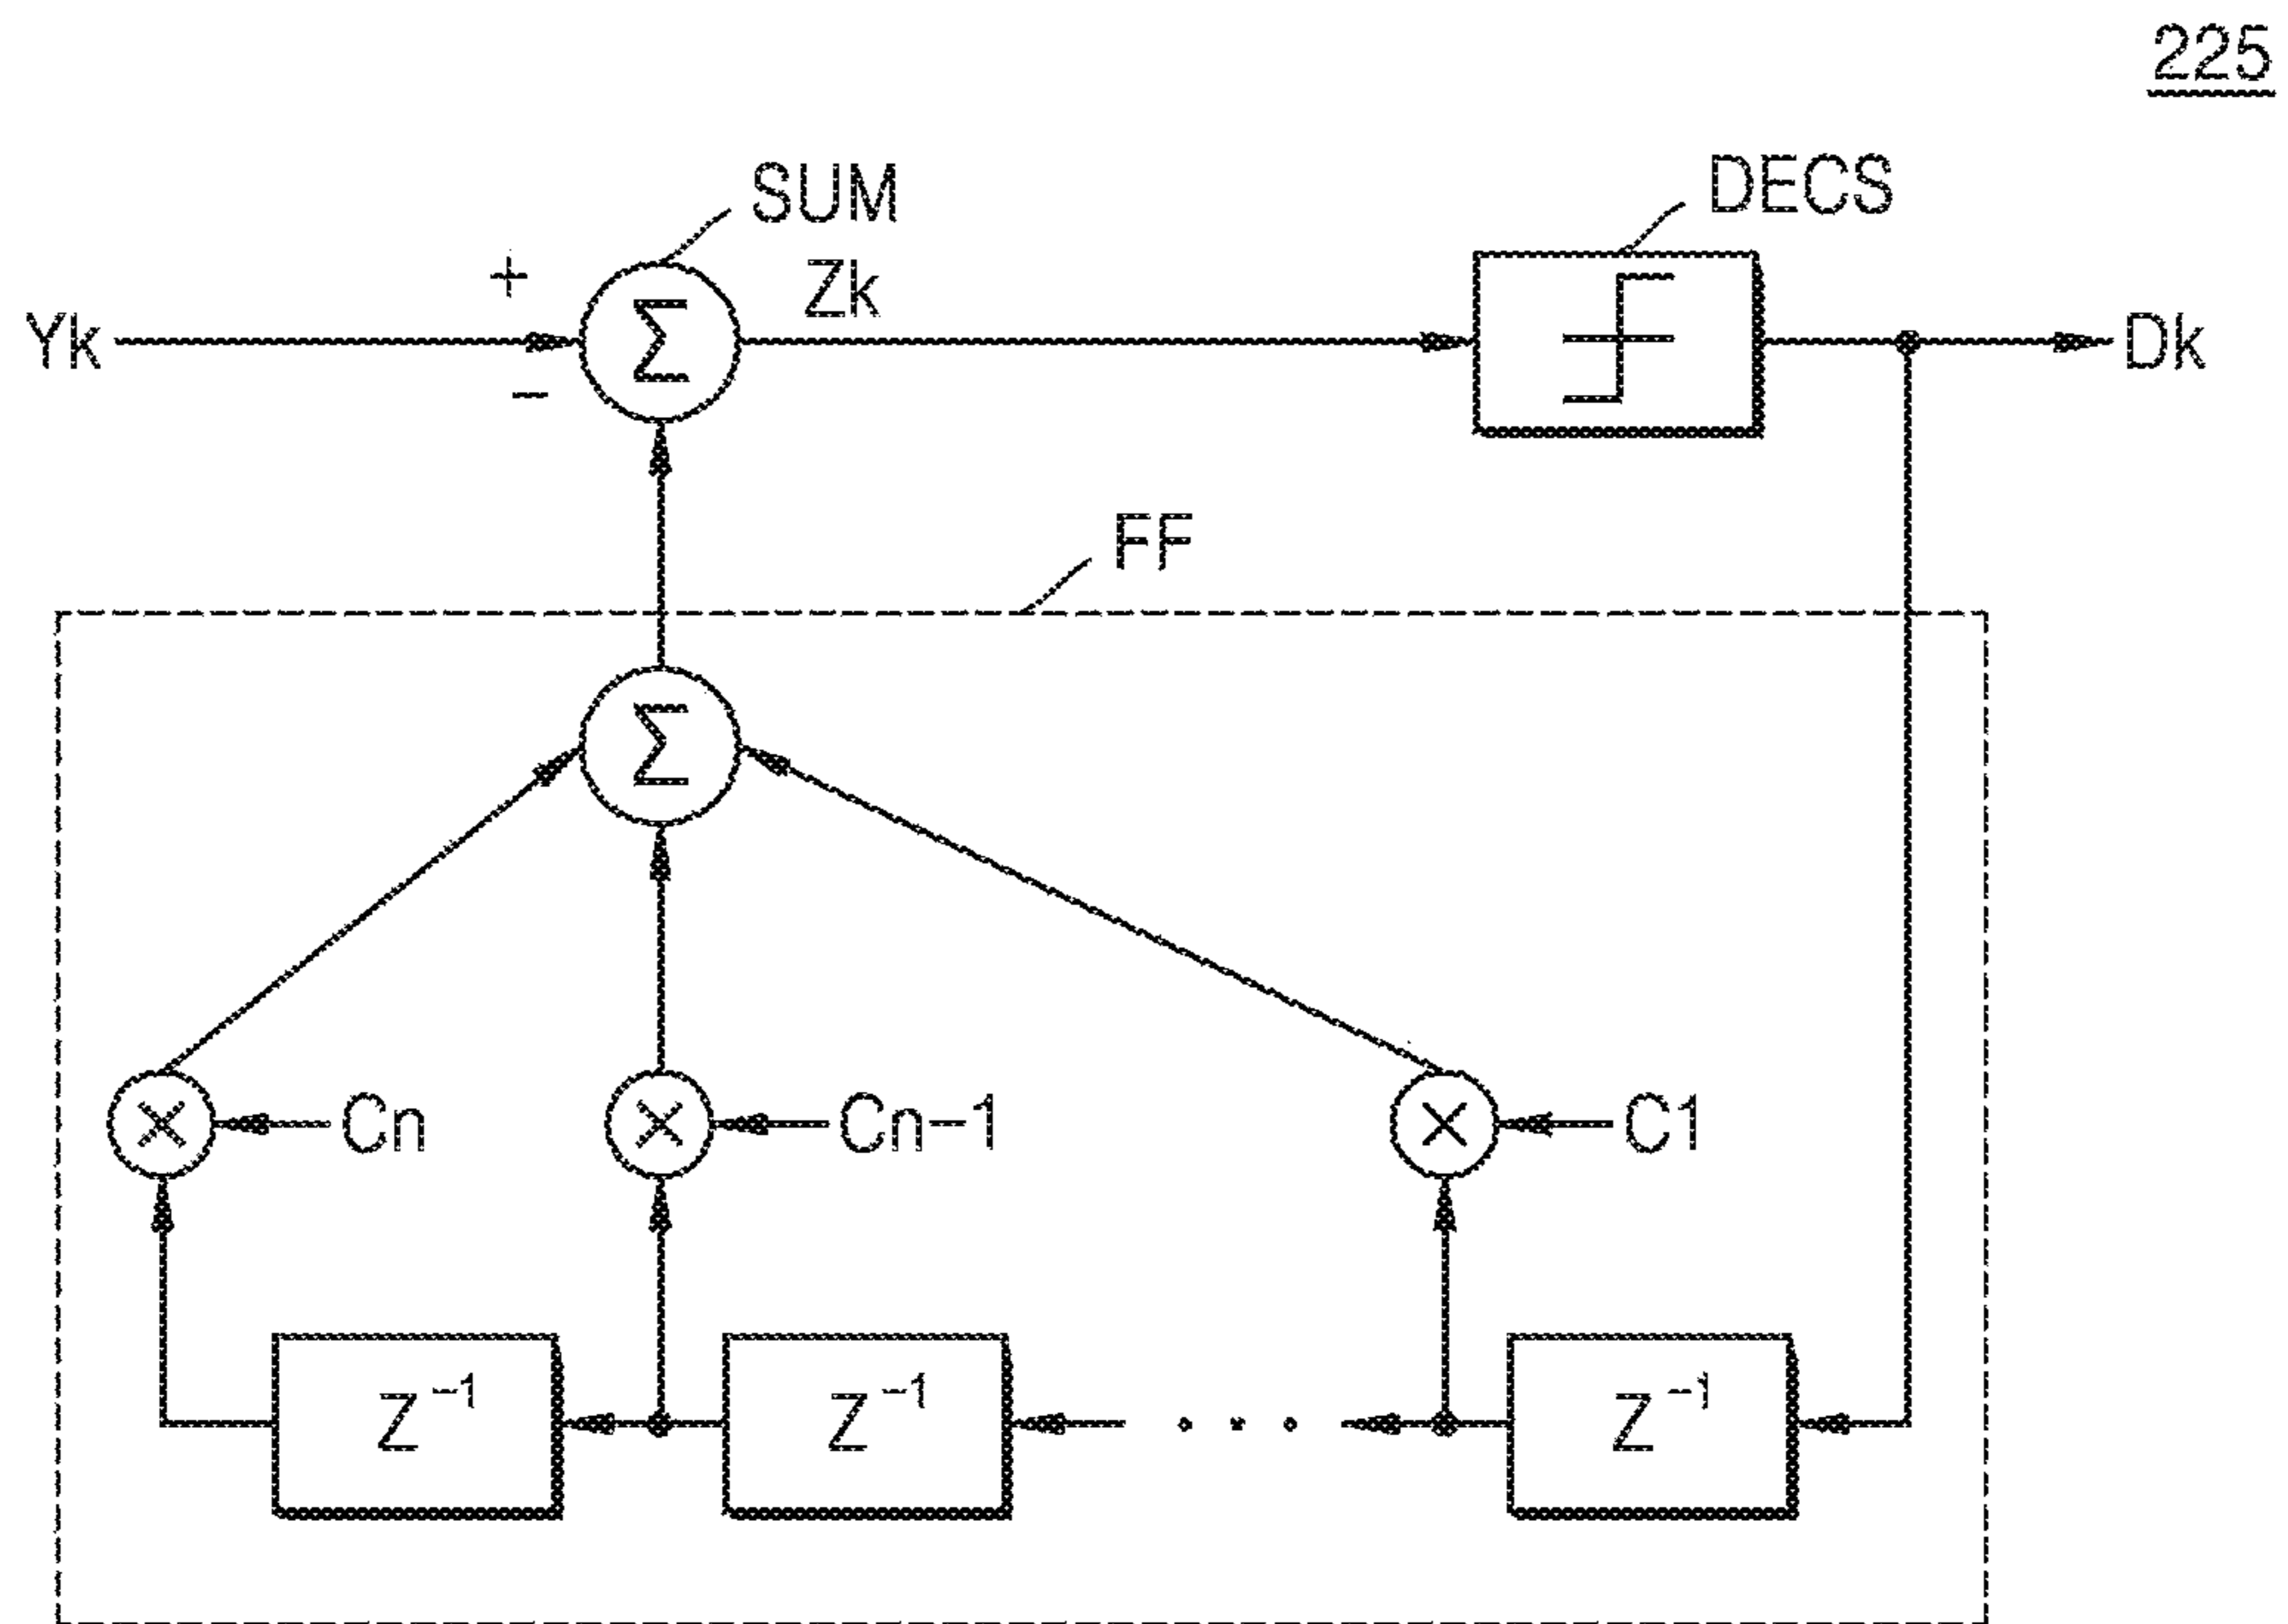 225
SUM
DECS
+
Zk
Yk
Σ
Dk
−
FF
Σ
× Cn × Cn−1 × C1
Z⁻¹ Z⁻¹ . . . Z⁻¹